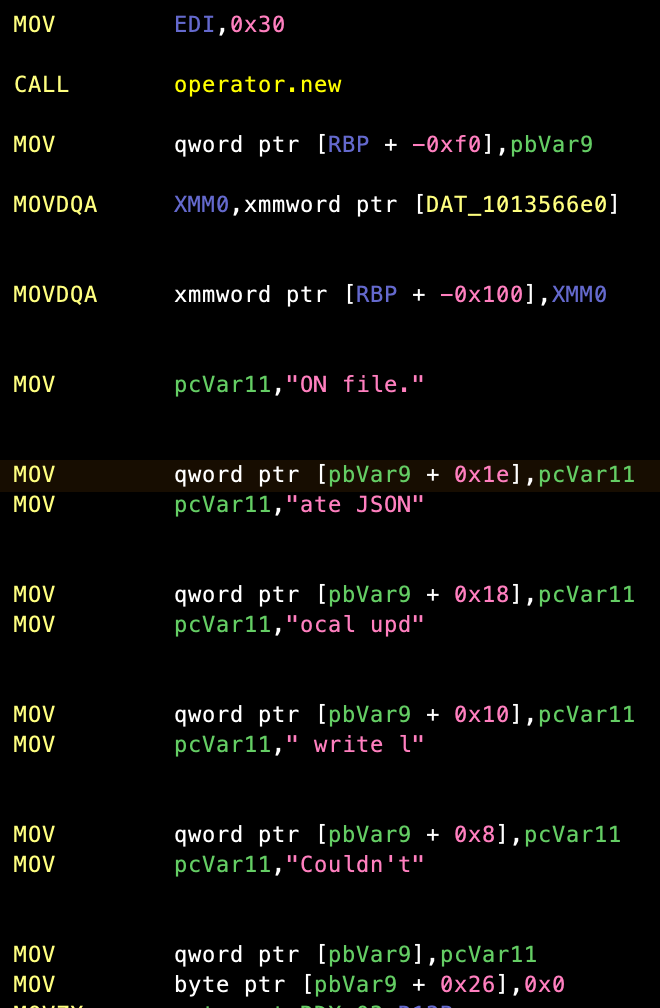 MOV EDI,0x30
CALL operator.new
MOV qword ptr [RBP + -0xf0],pbVar9
MOVDQA XMM0,xmmword ptr [DAT_1013566e0]
MOVDQA xmmword ptr [RBP + -0x100],XMM0
MOV pcVar11,"ON file."
MOV qword ptr [pbVar9 + 0x1e],pcVar11
MOV pcVar11,"ate JSON"
MOV qword ptr [pbVar9 + 0x18],pcVar11
MOV pcVar11,"ocal upd"
MOV qword ptr [pbVar9 + 0x10],pcVar11
MOV pcVar11," write l"
MOV qword ptr [pbVar9 + 0x8],pcVar11
MOV pcVar11,"Couldn't"
MOV qword ptr [pbVar9],pcVar11
MOV byte ptr [pbVar9 + 0x26],0x0